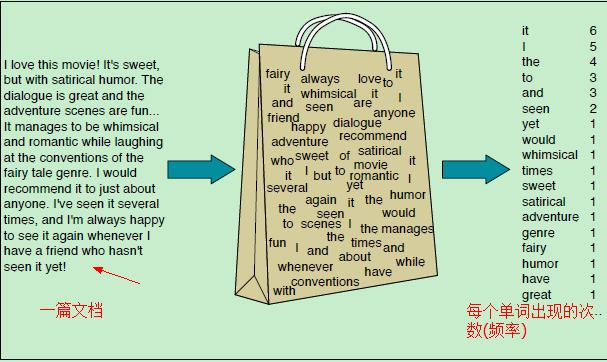 I love this movie! It's sweet,
but with satirical humor. The
dialogue is great and the
adventure scenes are fun...
It manages to be whimsical
and romantic while laughing
at the conventions of the
fairy tale genre. I would
recommend it to just about
anyone. I've seen it several
times, and I'm always happy
to see it again whenever I
have a friend who hasn't
seen it yet!
一篇文档
fairy always love to it
it whimsical it I
and seen are anyone
friend happy dialogue
adventure recommend
who sweet of satirical
it I but to romantic movie it I
several yet
the again it the humor
seen would
to scenes I the manages
fun I and the times and
whenever about while
conventions have
with
it 6
I 5
the 4
to 3
and 3
seen 2
yet 1
would 1
whimsical 1
times 1
sweet 1
satirical 1
adventure 1
genre 1
fairy 1
humor 1
have 1
great 1
每个单词出现的次
数(频率) ...